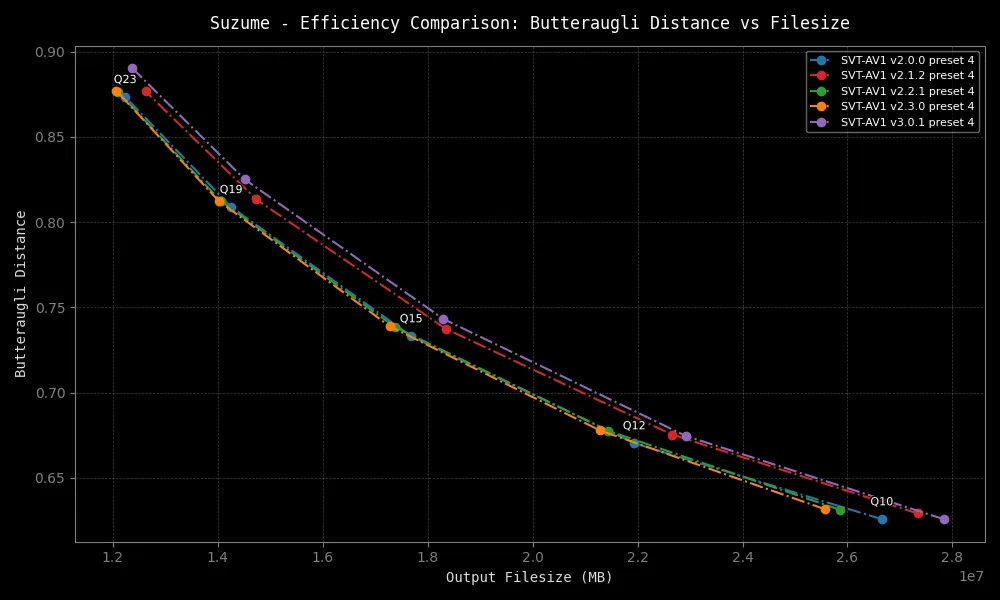 Suzume - Efficiency Comparison: Butteraugli Distance vs Filesize
SVT-AV1 v2.0.0 preset 4
SVT-AV1 v2.1.2 preset 4
SVT-AV1 v2.2.1 preset 4
SVT-AV1 v2.3.0 preset 4
SVT-AV1 v3.0.1 preset 4
Butteraugli Distance
0.90
0.85
0.80
0.75
0.70
0.65
Q23
Q19
Q15
Q12
Q10
1.2
1.4
1.6
1.8
2.0
2.2
2.4
2.6
2.8
1e7
Output Filesize (MB)